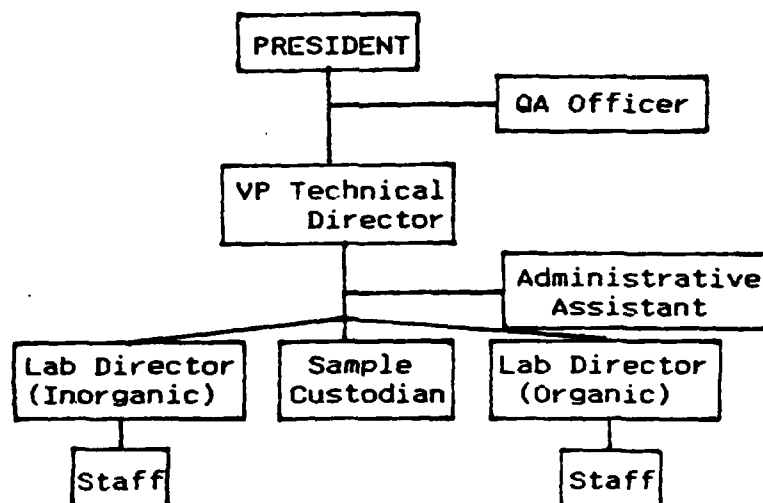 PRESIDENT
QA Officer
VP Technical
Director
Administrative
Assistant
Lab Director
(Inorganic)
Sample
Custodian
Lab Director
(Organic)
Staff
Staff